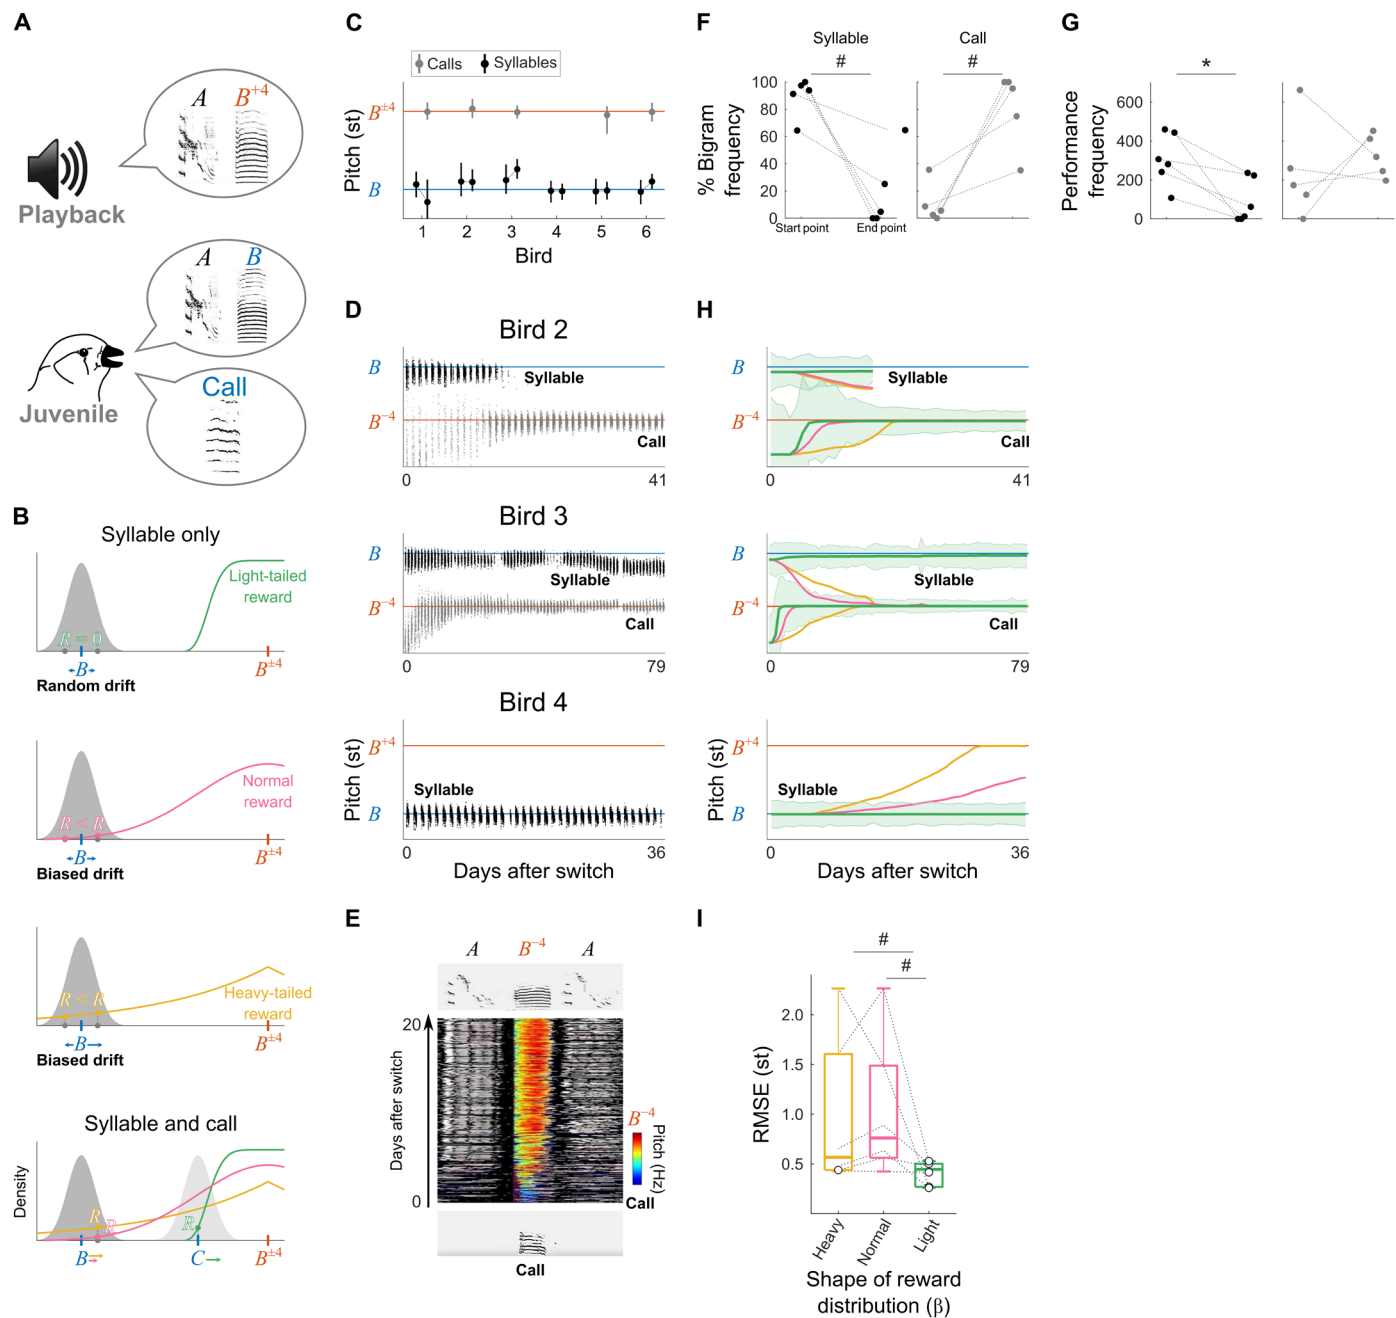 A
A B+4
Playback
A B
Call
Juvenile
B
Syllable only
Light-tailed
reward
R = 0
B
B±4
Random drift
Normal
reward
R < R
B
B±4
Biased drift
Heavy-tailed
reward
R < R
B
B±4
Biased drift
Syllable and call
Density
R
R
R
B
C
B±4
C
Calls Syllables
Pitch (st)
B±4
B
1 2 3 4 5 6
Bird
D
Bird 2
B
Syllable
B−4
Call
0 41
Bird 3
B
Syllable
B−4
Call
0 79
Bird 4
Pitch (st)
B+4
Syllable
B
0 36
Days after switch
E
A B−4 A
20
Days after switch
0
B−4
Pitch (Hz)
Call
Call
F
Syllable Call
# #
% Bigram
frequency
100
80
60
40
20
0
Start point End point
G
*
Performance
frequency
600
400
200
0
H
B
Syllable
B−4
Call
0 41
B
Syllable
B−4
Call
0 79
Pitch (st)
B+4
Syllable
B
0 36
Days after switch
I
#
#
RMSE (st)
2.0
1.5
1.0
0.5
Heavy Normal Light
Shape of reward
distribution (β)